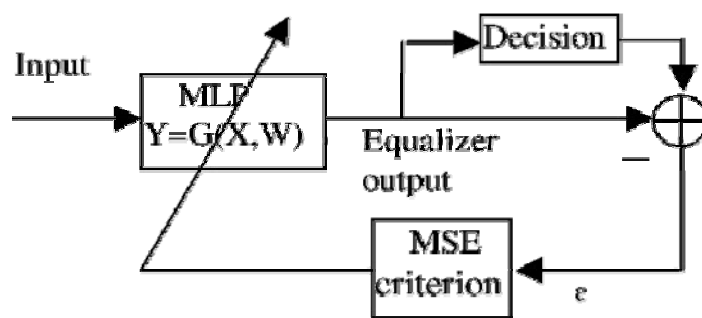 Input
MLP
Y=G(X,W)
Decision
Equalizer
output
−
MSE
criterion
ε